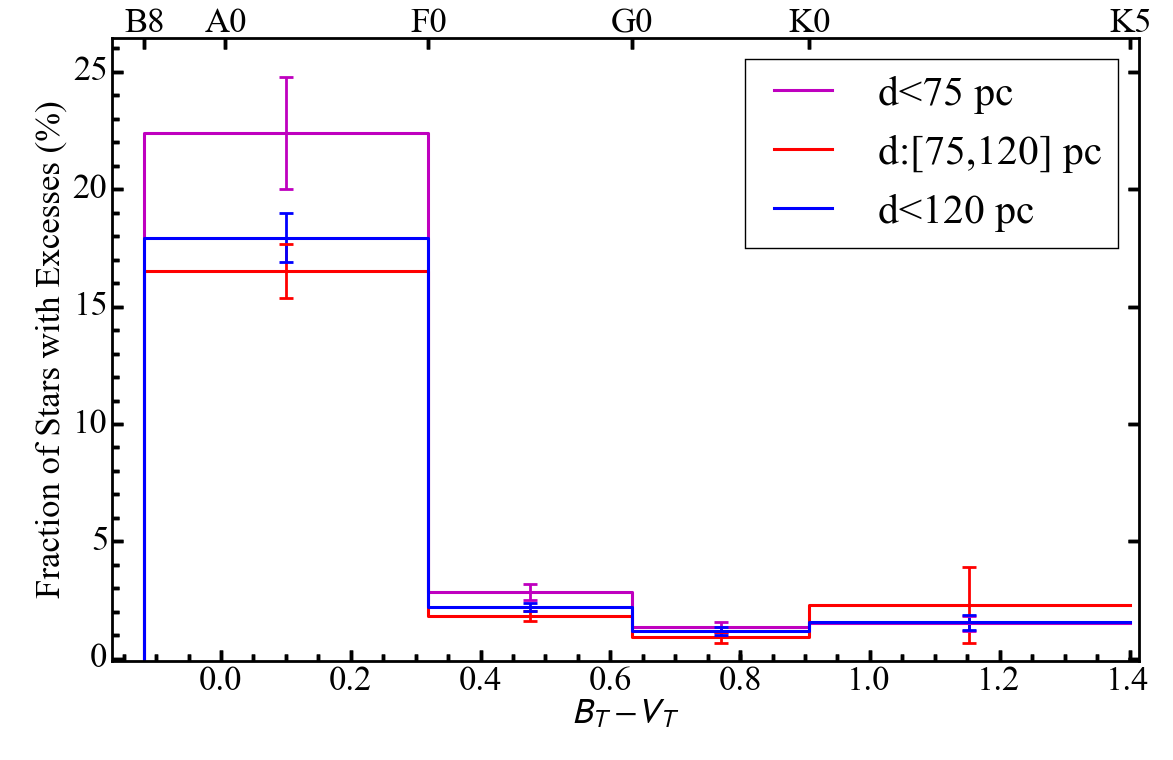 B8 A0 F0 G0 K0 K5
d<75 pc
d:[75,120] pc
d<120 pc
Fraction of Stars with Excesses (%)
25
20
15
10
5
0
0.0 0.2 0.4 0.6 0.8 1.0 1.2 1.4
B_T − V_T